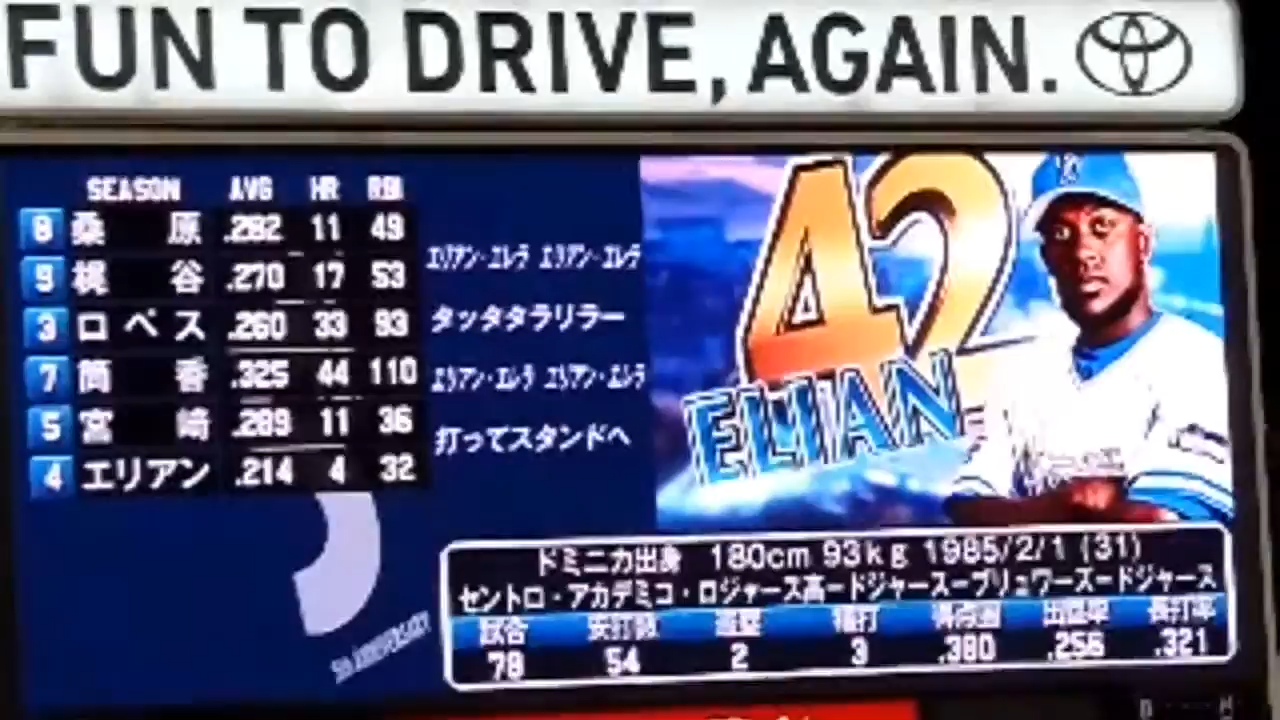 FUN TO DRIVE, AGAIN.
SEASON AVG HR RBI
8 桑原 .282 11 49
9 梶谷 .270 17 53
3 ロペス .260 33 93
7 筒香 .325 44 110
5 宮﨑 .289 11 36
4 エリアン .214 4 32
エリアン・エレラ エリアン・エレラ
タッタタラリラー
エリアン・エレラ エリアン・エレラ
打ってスタンドへ
42
ELIAN
ドミニカ出身 180cm 93kg 1985/2/1 (31)
セントロ・アカデミコ・ロジャース高ードジャースーブリュワーズードジャース
試合 安打数 盗塁 犠打 得点圏 出塁率 長打率
78 54 2 3 .380 .256 .321
5th ANNIVERSARY